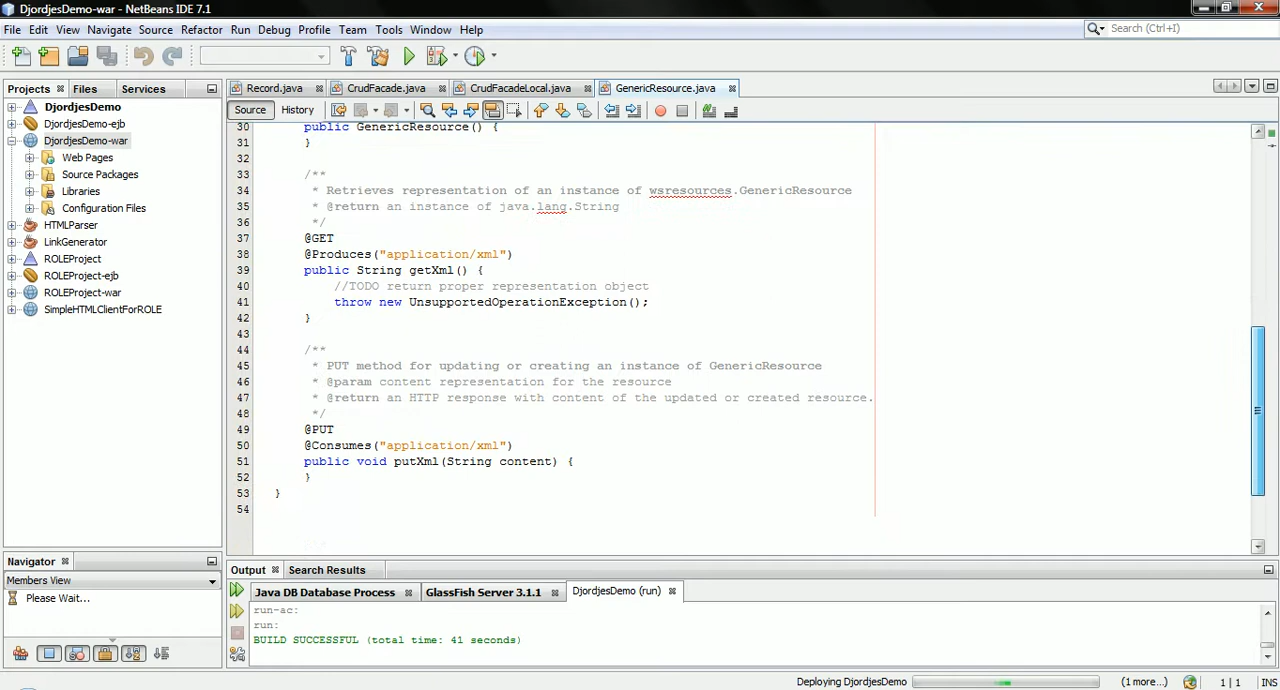 DjordjesDemo-war - NetBeans IDE 7.1
File Edit View Navigate Source Refactor Run Debug Profile Team Tools Window Help
Search (Ctrl+I)
Projects Files Services
Record.java CrudFacade.java CrudFacadeLocal.java GenericResource.java
Source History
DjordjesDemo
DjordjesDemo-ejb
DjordjesDemo-war
Web Pages
Source Packages
Libraries
Configuration Files
HTMLParser
LinkGenerator
ROLEProject
ROLEProject-ejb
ROLEProject-war
SimpleHTMLClientForROLE
30 public GenericResource() {
31 }
32
33 /**
34 * Retrieves representation of an instance of wsresources.GenericResource
35 * @return an instance of java.lang.String
36 */
37 @GET
38 @Produces("application/xml")
39 public String getXml() {
40 //TODO return proper representation object
41 throw new UnsupportedOperationException();
42 }
43
44 /**
45 * PUT method for updating or creating an instance of GenericResource
46 * @param content representation for the resource
47 * @return an HTTP response with content of the updated or created resource.
48 */
49 @PUT
50 @Consumes("application/xml")
51 public void putXml(String content) {
52 }
53 }
54
Navigator
Members View
Please Wait...
Output Search Results
Java DB Database Process GlassFish Server 3.1.1 DjordjesDemo (run)
run-ac:
run:
BUILD SUCCESSFUL (total time: 41 seconds)
Deploying DjordjesDemo (1 more...) 1 | 1 INS